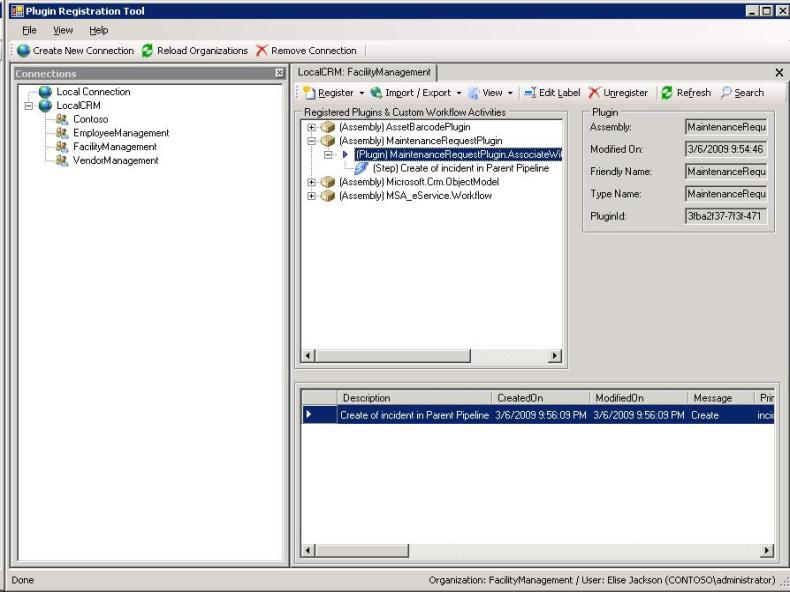 Plugin Registration Tool
File View Help
Create New Connection Reload Organizations Remove Connection
Connections
Local Connection
LocalCRM
Contoso
EmployeeManagement
FacilityManagement
VendorManagement
LocalCRM: FacilityManagement
Register Import / Export View Edit Label Unregister Refresh Search
Registered Plugins & Custom Workflow Activities
(Assembly) AssetBarcodePlugin
(Assembly) MaintenanceRequestPlugin
(Plugin) MaintenanceRequestPlugin.AssociateWi
(Step) Create of incident in Parent Pipeline
(Assembly) Microsoft.Crm.ObjectModel
(Assembly) MSA_eService.Workflow
Plugin
Assembly: MaintenanceRequ
Modified On: 3/6/2009 9:54:46
Friendly Name: MaintenanceRequ
Type Name: MaintenanceRequ
PluginId: 3fba2f37-7f3f-471
Description CreatedOn ModifiedOn Message Prir
Create of incident in Parent Pipeline 3/6/2009 9:56:09 PM 3/6/2009 9:56:09 PM Create incid
Done
Organization: FacilityManagement / User: Elise Jackson (CONTOSO\administrator)